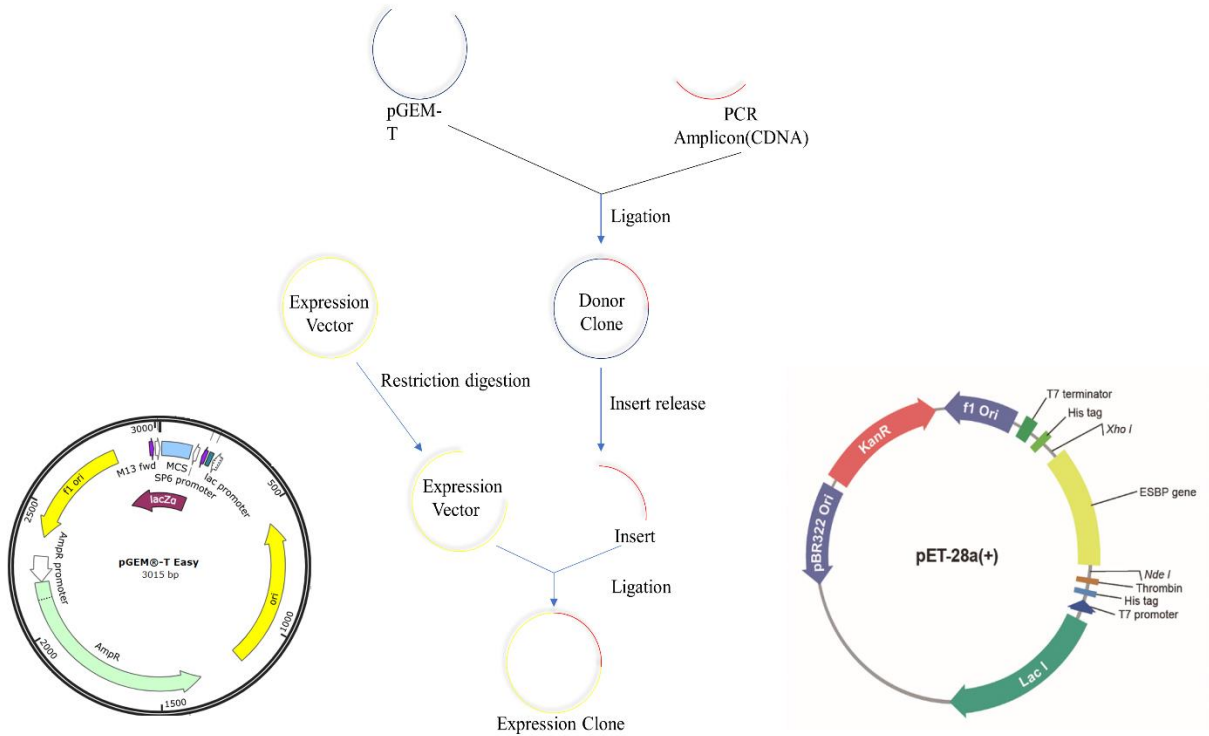 pGEM-
T
PCR
Amplicon(CDNA)
Ligation
Expression
Vector
Donor
Clone
Restriction digestion
Insert release
Expression
Vector
Insert
Ligation
Expression Clone
3000
M13 fwd
MCS
SP6 promoter
lac promoter
500
f1 ori
lacZα
2500
AmpR promoter
pGEM®-T Easy
3015 bp
ori
1000
2000
AmpR
1500
T7 terminator
His tag
Xho I
f1 Ori
KanR
ESBP gene
pBR322 Ori
pET-28a(+)
Nde I
Thrombin
His tag
T7 promoter
Lac I